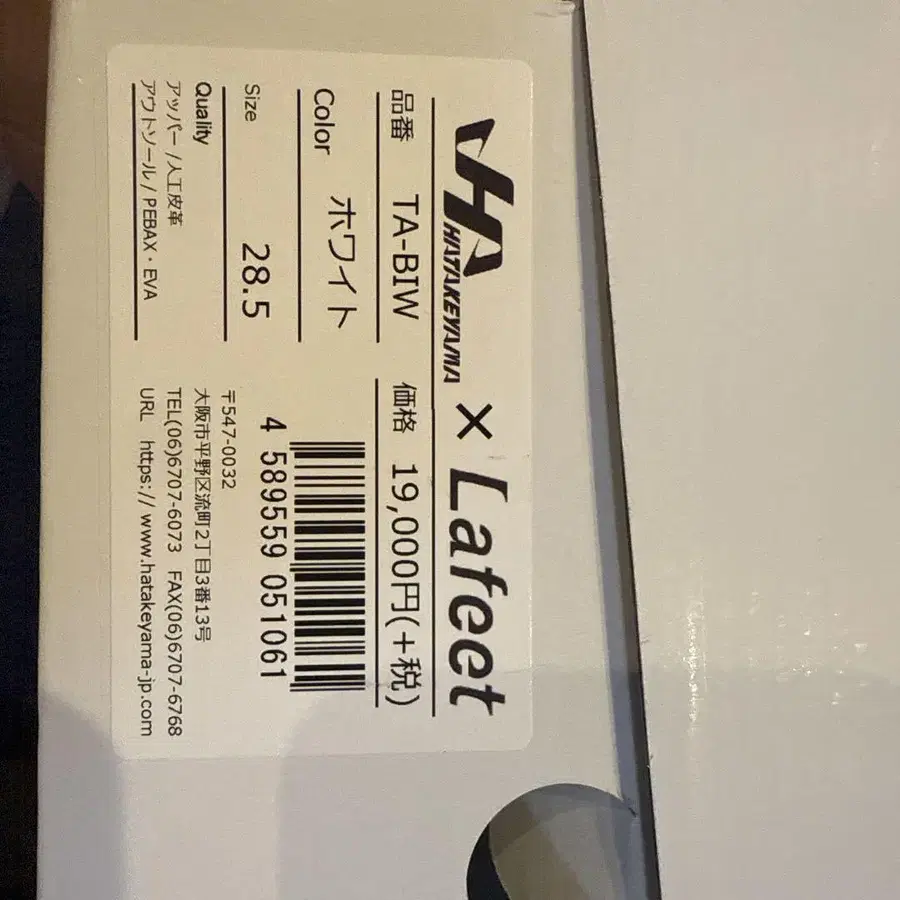 HA HATAKEYAMA × Lafeet
品番 TA-BIW 価格 19,000円(+税)
Color ホワイト
Size 28.5
4 589559 051061
Quality
アッパー/人工皮革
アウトソール/PEBAX・EVA
〒547-0032
大阪市平野区流町2丁目3番13号
TEL(06)6707-6073 FAX(06)6707-6768
URL https://www.hatakeyama-jp.com